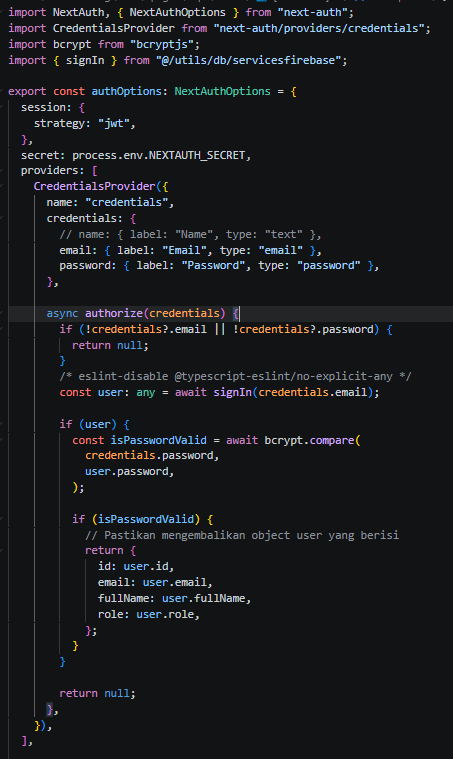 import NextAuth, { NextAuthOptions } from "next-auth";
import CredentialsProvider from "next-auth/providers/credentials";
import bcrypt from "bcryptjs";
import { signIn } from "@/utils/db/servicesfirebase";

export const authOptions: NextAuthOptions = {
  session: {
    strategy: "jwt",
  },
  secret: process.env.NEXTAUTH_SECRET,
  providers: [
    CredentialsProvider({
      name: "credentials",
      credentials: {
        // name: { label: "Name", type: "text" },
        email: { label: "Email", type: "email" },
        password: { label: "Password", type: "password" },
      },

      async authorize(credentials) {
        if (!credentials?.email || !credentials?.password) {
          return null;
        }
        /* eslint-disable @typescript-eslint/no-explicit-any */
        const user: any = await signIn(credentials.email);

        if (user) {
          const isPasswordValid = await bcrypt.compare(
            credentials.password,
            user.password,
          );

          if (isPasswordValid) {
            // Pastikan mengembalikan object user yang berisi
            return {
              id: user.id,
              email: user.email,
              fullName: user.fullName,
              role: user.role,
            };
          }
        }

        return null;
      },
    }),
  ],